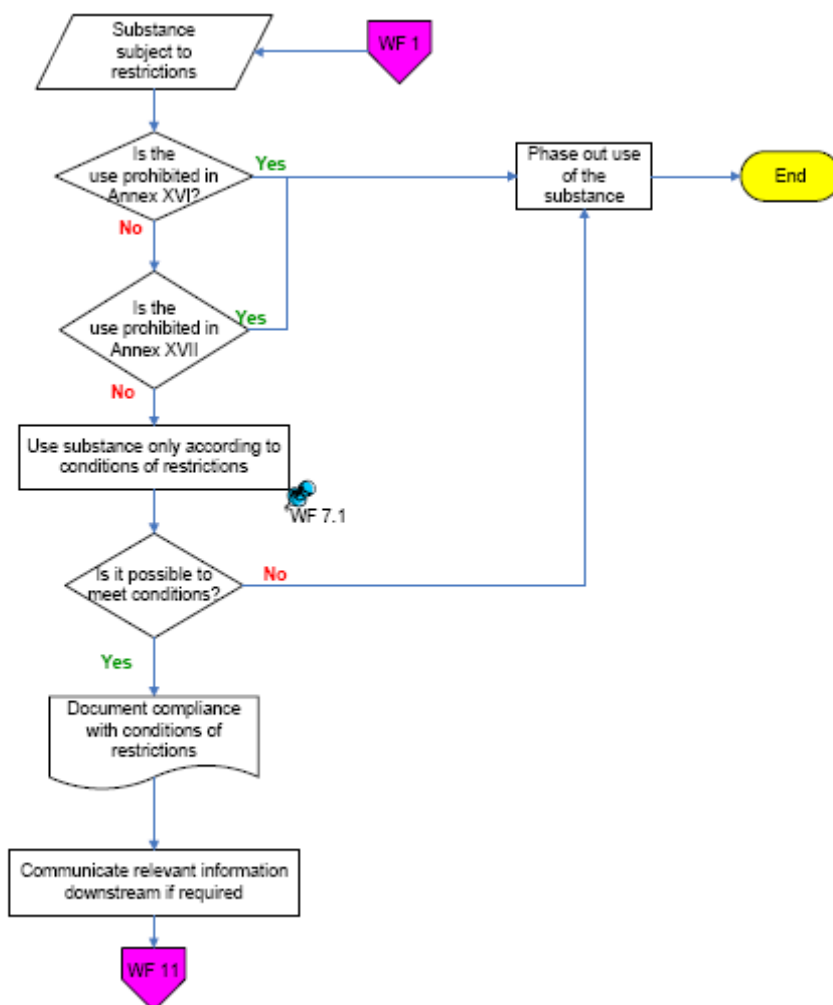 Substance
subject to
restrictions
WF 1
Is the
use prohibited in
Annex XVI?
Yes
No
Phase out use
of the
substance
End
Is the
use prohibited in
Annex XVII
Yes
No
Use substance only according to
conditions of restrictions
WF 7.1
Is it possible to
meet conditions?
No
Yes
Document compliance
with conditions of
restrictions
Communicate relevant information
downstream if required
WF 11